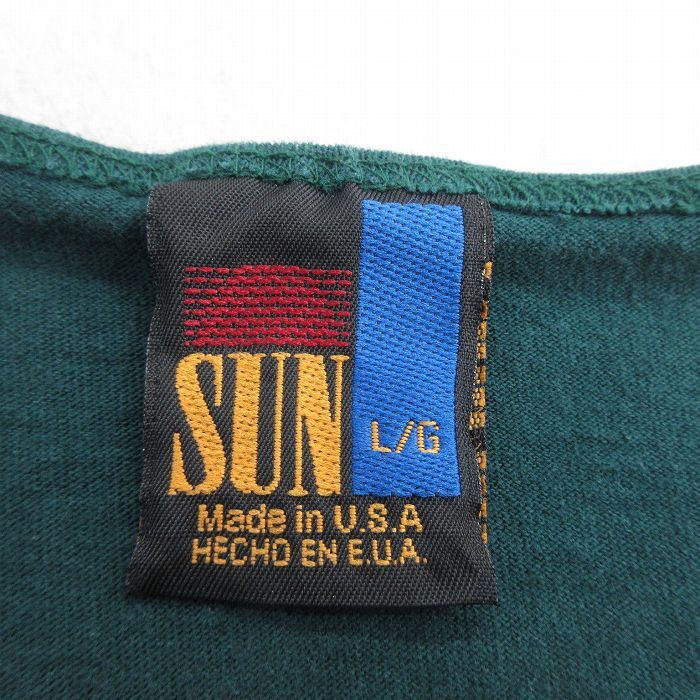 SUN
L/G
Made in U.S.A
HECHO EN E.U.A.